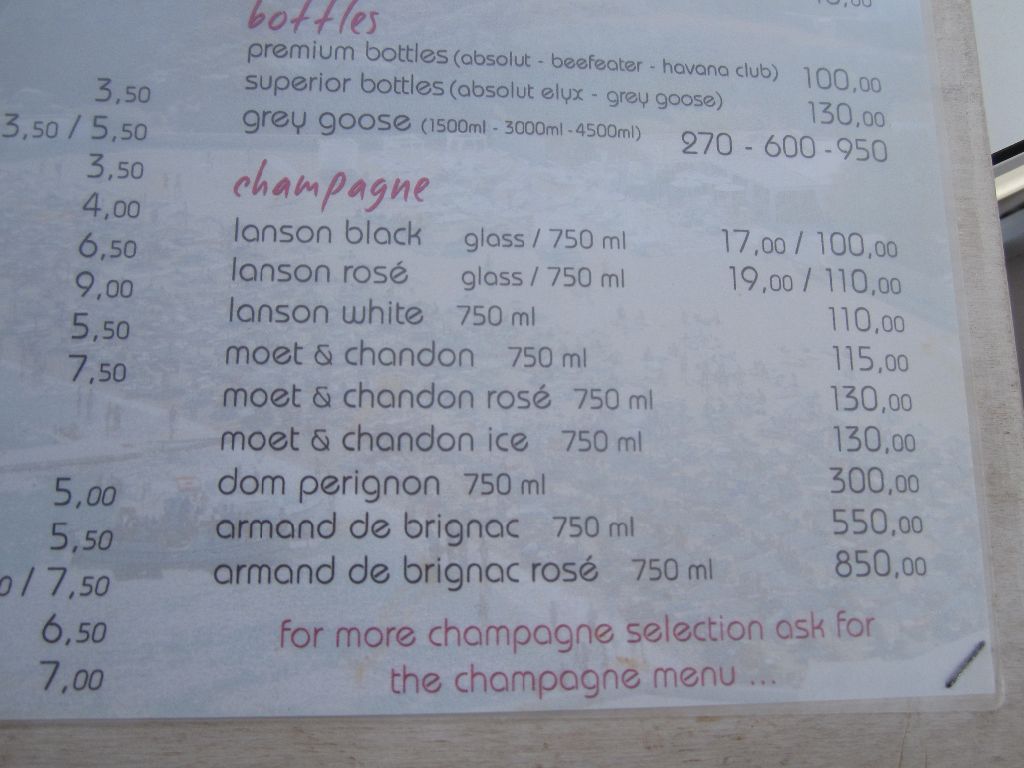 3,50
3,50 / 5,50
3,50
4,00
6,50
9,00
5,50
7,50
5,00
5,50
/ 7,50
6,50
7,00
bottles
premium bottles (absolut - beefeater - havana club) 100,00
superior bottles (absolut elyx - grey goose) 130,00
grey goose (1500ml - 3000ml - 4500ml) 270 - 600 - 950
champagne
lanson black glass / 750 ml 17,00 / 100,00
lanson rosé glass / 750 ml 19,00 / 110,00
lanson white 750 ml 110,00
moet & chandon 750 ml 115,00
moet & chandon rosé 750 ml 130,00
moet & chandon ice 750 ml 130,00
dom perignon 750 ml 300,00
armand de brignac 750 ml 550,00
armand de brignac rosé 750 ml 850,00
for more champagne selection ask for
the champagne menu ...